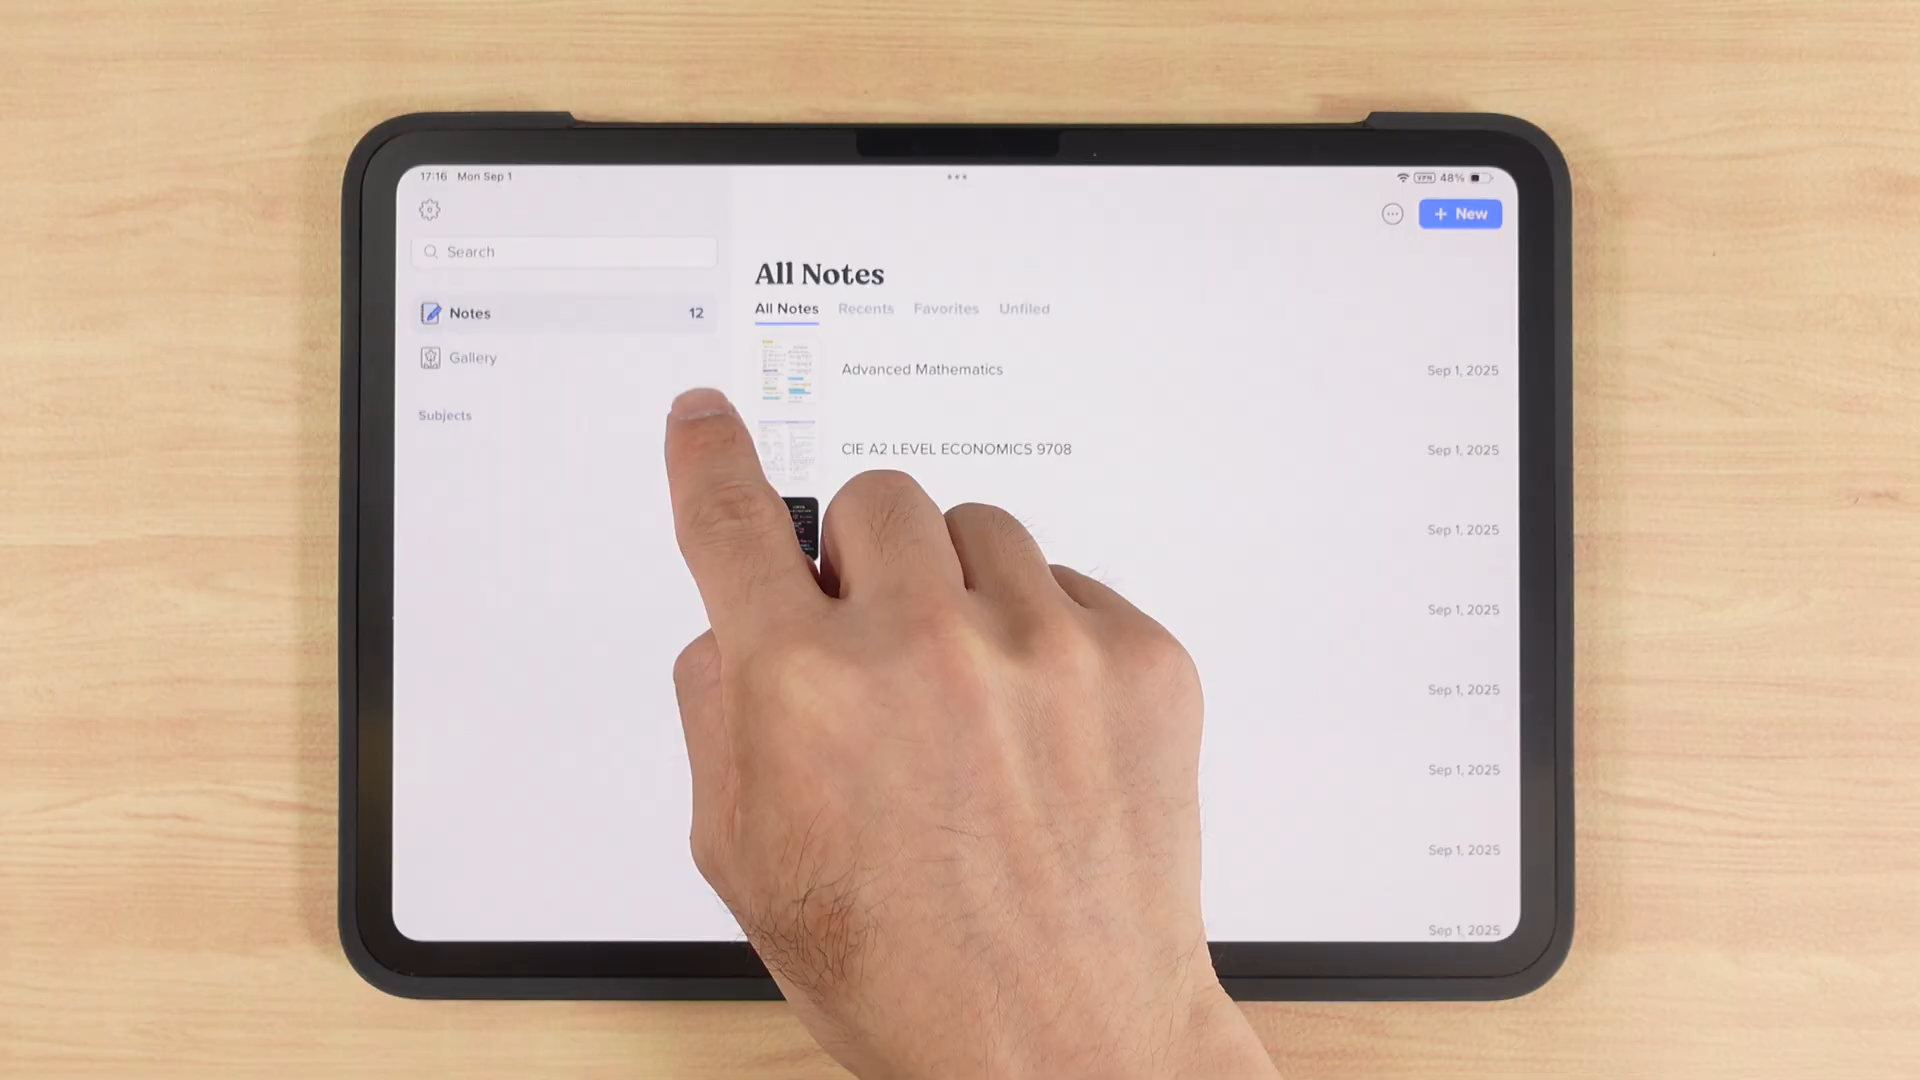 17:16 Mon Sep 1
VPN 48%
+ New
Search
Notes 12
Gallery
Subjects
All Notes
All Notes Recents Favorites Unfiled
Advanced Mathematics Sep 1, 2025
CIE A2 LEVEL ECONOMICS 9708 Sep 1, 2025
Sep 1, 2025
Sep 1, 2025
Sep 1, 2025
Sep 1, 2025
Sep 1, 2025
Sep 1, 2025